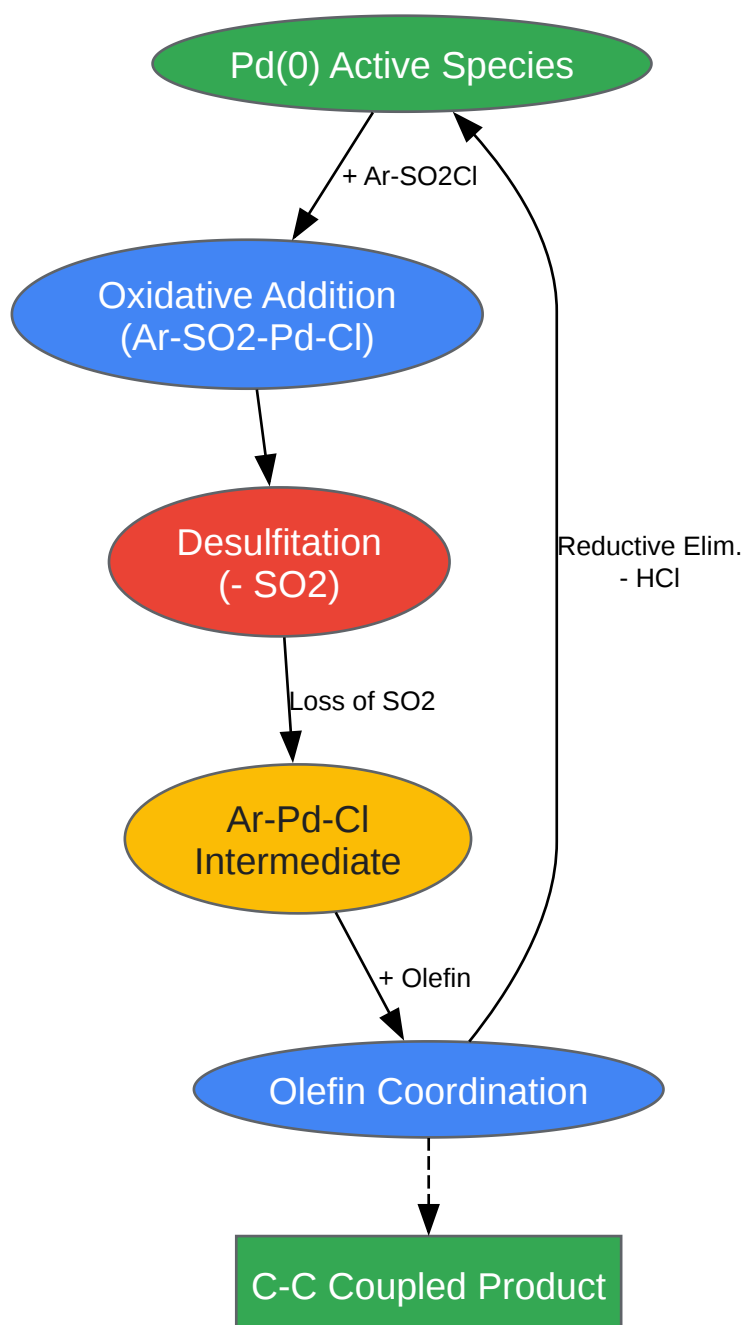 Pd(0) Active Species
+ Ar-SO2Cl
Oxidative Addition
(Ar-SO2-Pd-Cl)
Desulfitation
(- SO2)
Reductive Elim.
- HCl
Loss of SO2
Ar-Pd-Cl
Intermediate
+ Olefin
Olefin Coordination
C-C Coupled Product